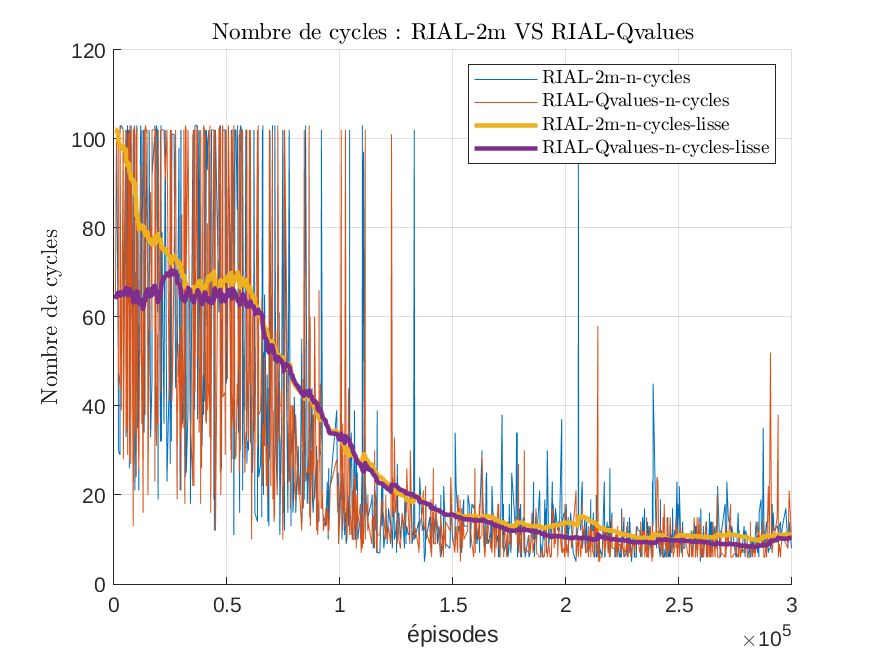 Nombre de cycles : RIAL-2m VS RIAL-Qvalues
120
100
80
60
40
20
0
Nombre de cycles
RIAL-2m-n-cycles
RIAL-Qvalues-n-cycles
RIAL-2m-n-cycles-lisse
RIAL-Qvalues-n-cycles-lisse
0 0.5 1 1.5 2 2.5 3
épisodes
×10^5